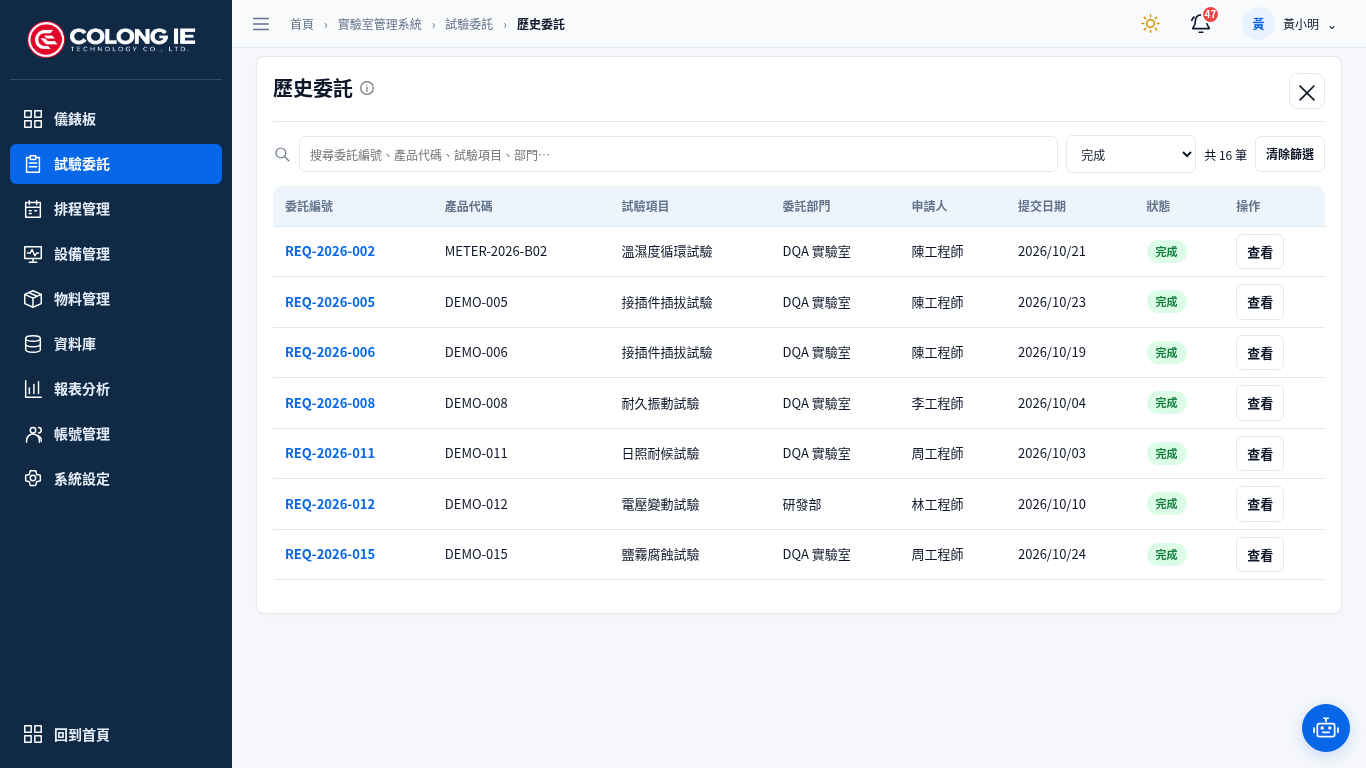 COLONG IE
TECHNOLOGY CO., LTD.
儀錶板
試驗委託
排程管理
設備管理
物料管理
資料庫
報表分析
帳號管理
系統設定
回到首頁
首頁 › 實驗室管理系統 › 試驗委託 › 歷史委託
47
黃 黃小明
歷史委託
搜尋委託編號、產品代碼、試驗項目、部門…
完成
共 16 筆
清除篩選
委託編號 產品代碼 試驗項目 委託部門 申請人 提交日期 狀態 操作
REQ-2026-002 METER-2026-B02 溫濕度循環試驗 DQA 實驗室 陳工程師 2026/10/21 完成 查看
REQ-2026-005 DEMO-005 接插件插拔試驗 DQA 實驗室 陳工程師 2026/10/23 完成 查看
REQ-2026-006 DEMO-006 接插件插拔試驗 DQA 實驗室 陳工程師 2026/10/19 完成 查看
REQ-2026-008 DEMO-008 耐久振動試驗 DQA 實驗室 李工程師 2026/10/04 完成 查看
REQ-2026-011 DEMO-011 日照耐候試驗 DQA 實驗室 周工程師 2026/10/03 完成 查看
REQ-2026-012 DEMO-012 電壓變動試驗 研發部 林工程師 2026/10/10 完成 查看
REQ-2026-015 DEMO-015 鹽霧腐蝕試驗 DQA 實驗室 周工程師 2026/10/24 完成 查看